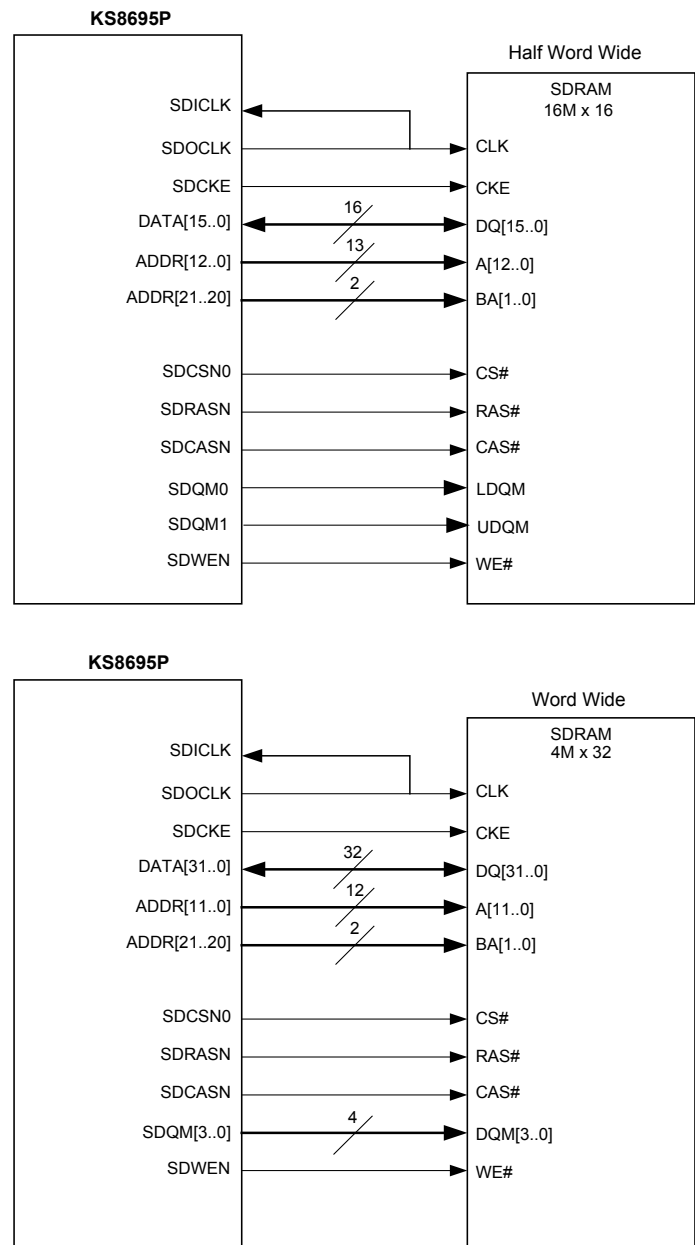 KS8695P
Half Word Wide
SDRAM
16M x 16
SDICLK
SDOCLK CLK
SDCKE CKE
DATA[15..0] 16 DQ[15..0]
ADDR[12..0] 13 A[12..0]
ADDR[21..20] 2 BA[1..0]
SDCSN0 CS#
SDRASN RAS#
SDCASN CAS#
SDQM0 LDQM
SDQM1 UDQM
SDWEN WE#
KS8695P
Word Wide
SDRAM
4M x 32
SDICLK
SDOCLK CLK
SDCKE CKE
DATA[31..0] 32 DQ[31..0]
ADDR[11..0] 12 A[11..0]
ADDR[21..20] 2 BA[1..0]
SDCSN0 CS#
SDRASN RAS#
SDCASN CAS#
SDQM[3..0] 4 DQM[3..0]
SDWEN WE#